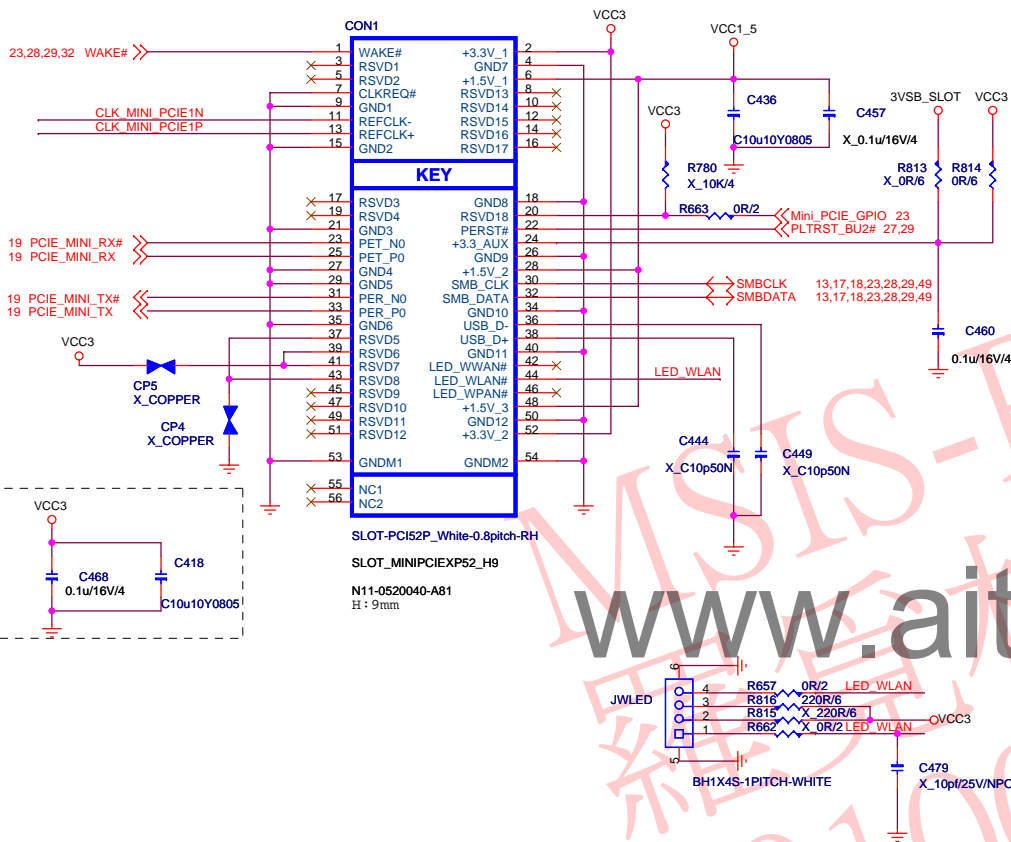 CON1
VCC3
VCC1_5
23,28,29,32 WAKE#
1 WAKE# +3.3V_1 2
3 RSVD1 GND7 4
5 RSVD2 +1.5V_1 6
7 CLKREQ# RSVD13 8
9 GND1 RSVD14 10
CLK_MINI_PCIE1N 11 REFCLK- RSVD15 12
CLK_MINI_PCIE1P 13 REFCLK+ RSVD16 14
15 GND2 RSVD17 16
KEY
C436
C10u10Y0805
C457
X_0.1u/16V/4
3VSB_SLOT VCC3
VCC3
R780
X_10K/4
R813
X_0R/6
R814
0R/6
17 RSVD3 GND8 18
19 RSVD4 RSVD18 20
R663 0R/2 Mini_PCIE_GPIO 23
21 GND3 PERST# 22
PLTRST_BU2# 27,29
19 PCIE_MINI_RX# 23 PET_N0 +3.3_AUX 24
19 PCIE_MINI_RX 25 PET_P0 GND9 26
27 GND4 +1.5V_2 28
29 GND5 SMB_CLK 30 SMBCLK 13,17,18,23,28,29,49
19 PCIE_MINI_TX# 31 PER_N0 SMB_DATA 32 SMBDATA 13,17,18,23,28,29,49
19 PCIE_MINI_TX 33 PER_P0 GND10 34
35 GND6 USB_D- 36
37 RSVD5 USB_D+ 38
39 RSVD6 GND11 40
41 RSVD7 LED_WWAN# 42
43 RSVD8 LED_WLAN# 44 LED_WLAN
45 RSVD9 LED_WPAN# 46
47 RSVD10 +1.5V_3 48
49 RSVD11 GND12 50
51 RSVD12 +3.3V_2 52
53 GNDM1 GNDM2 54
55 NC1
56 NC2
VCC3
CP5
X_COPPER
CP4
X_COPPER
C460
0.1u/16V/4
C444
X_C10p50N
C449
X_C10p50N
SLOT-PCI52P_White-0.8pitch-RH
SLOT_MINIPCIEXP52_H9
N11-0520040-A81
H:9mm
VCC3
C468
0.1u/16V/4
C418
C10u10Y0805
www.ait
JWLED
6
4 R657 0R/2 LED_WLAN
3 R816 220R/6
2 R815 X_220R/6 VCC3
1 R662 X_0R/2 LED_WLAN
5
BH1X4S-1PITCH-WHITE
C479
X_10pf/25V/NPO
MSIS-